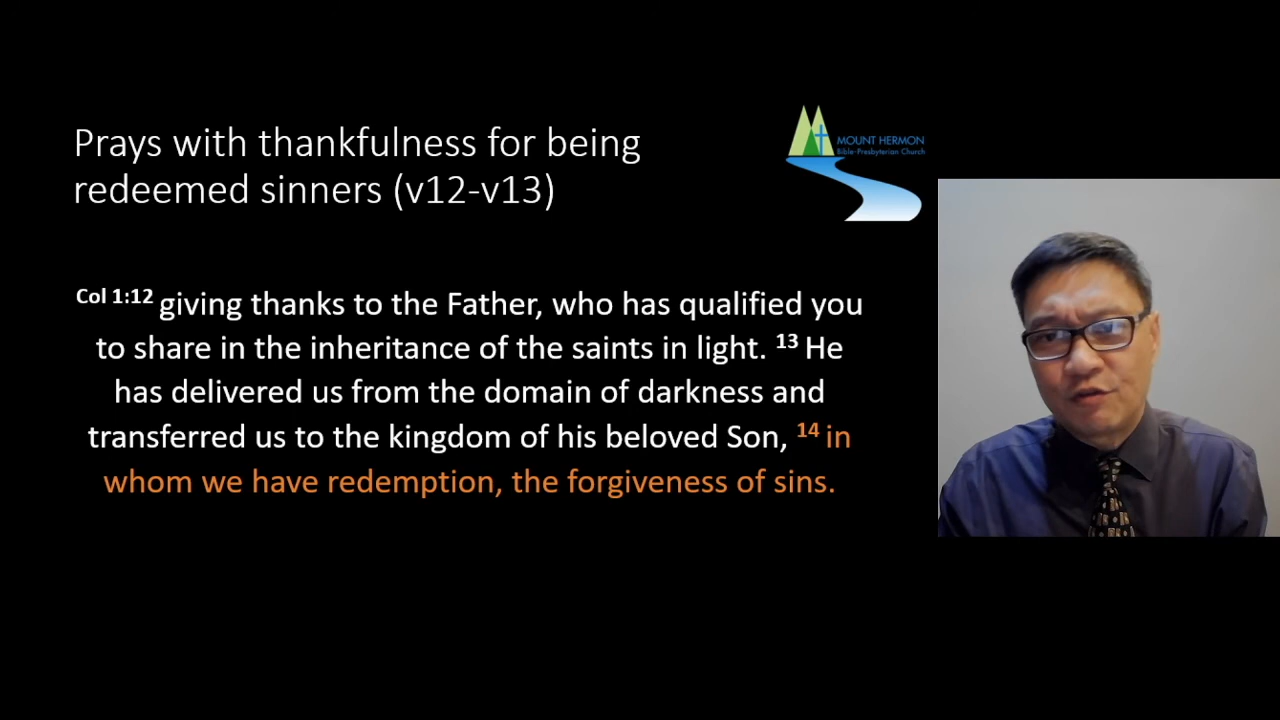 Prays with thankfulness for being
redeemed sinners (v12-v13)
MOUNT HERMON
Bible-Presbyterian Church
Col 1:12 giving thanks to the Father, who has qualified you
to share in the inheritance of the saints in light. 13 He
has delivered us from the domain of darkness and
transferred us to the kingdom of his beloved Son, 14 in
whom we have redemption, the forgiveness of sins.